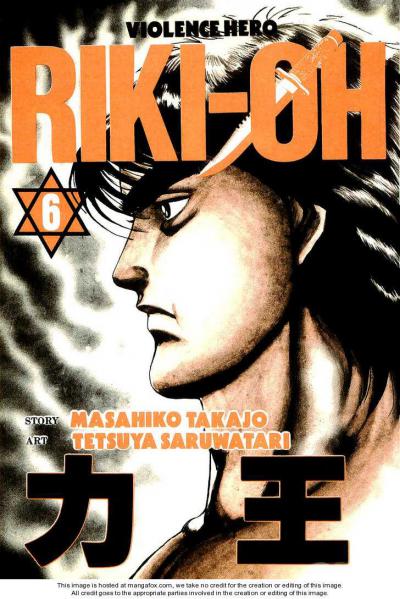 VIOLENCE HERO
RIKI-OH
6
STORY MASAHIKO TAKAJO
ART TETSUYA SARUWATARI
力王
This image is hosted at mangafox.com, we take no credit for the creation or editing of this image.
All credit goes to the appropriate parties involved in the creation or editing of this image.